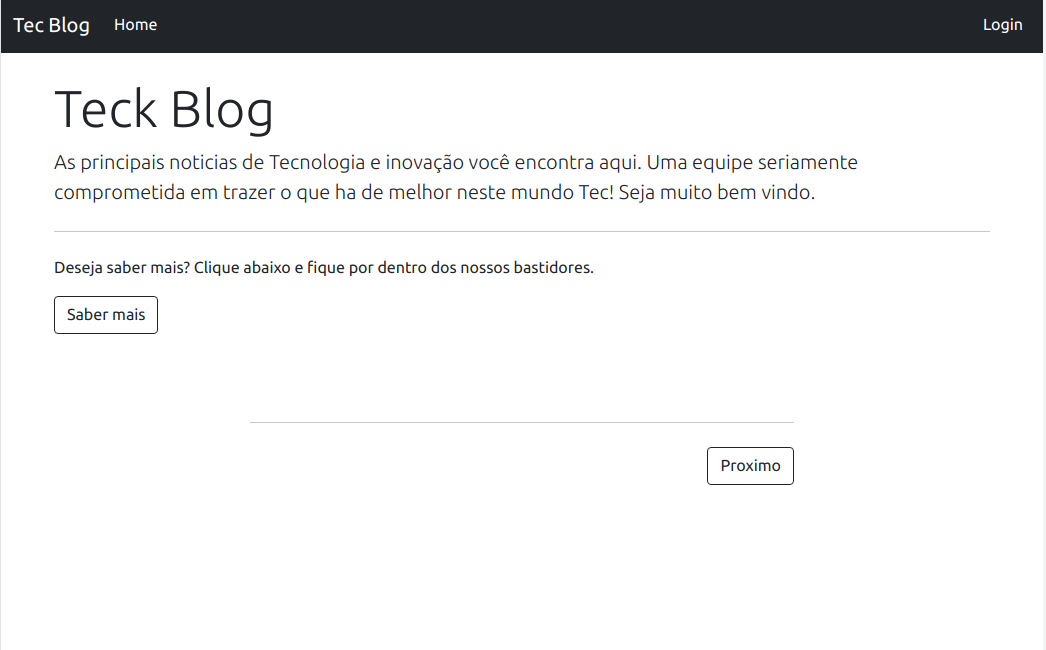 Tec Blog Home Login
Teck Blog
As principais noticias de Tecnologia e inovação você encontra aqui. Uma equipe seriamente
comprometida em trazer o que ha de melhor neste mundo Tec! Seja muito bem vindo.
Deseja saber mais? Clique abaixo e fique por dentro dos nossos bastidores.
Saber mais
Proximo